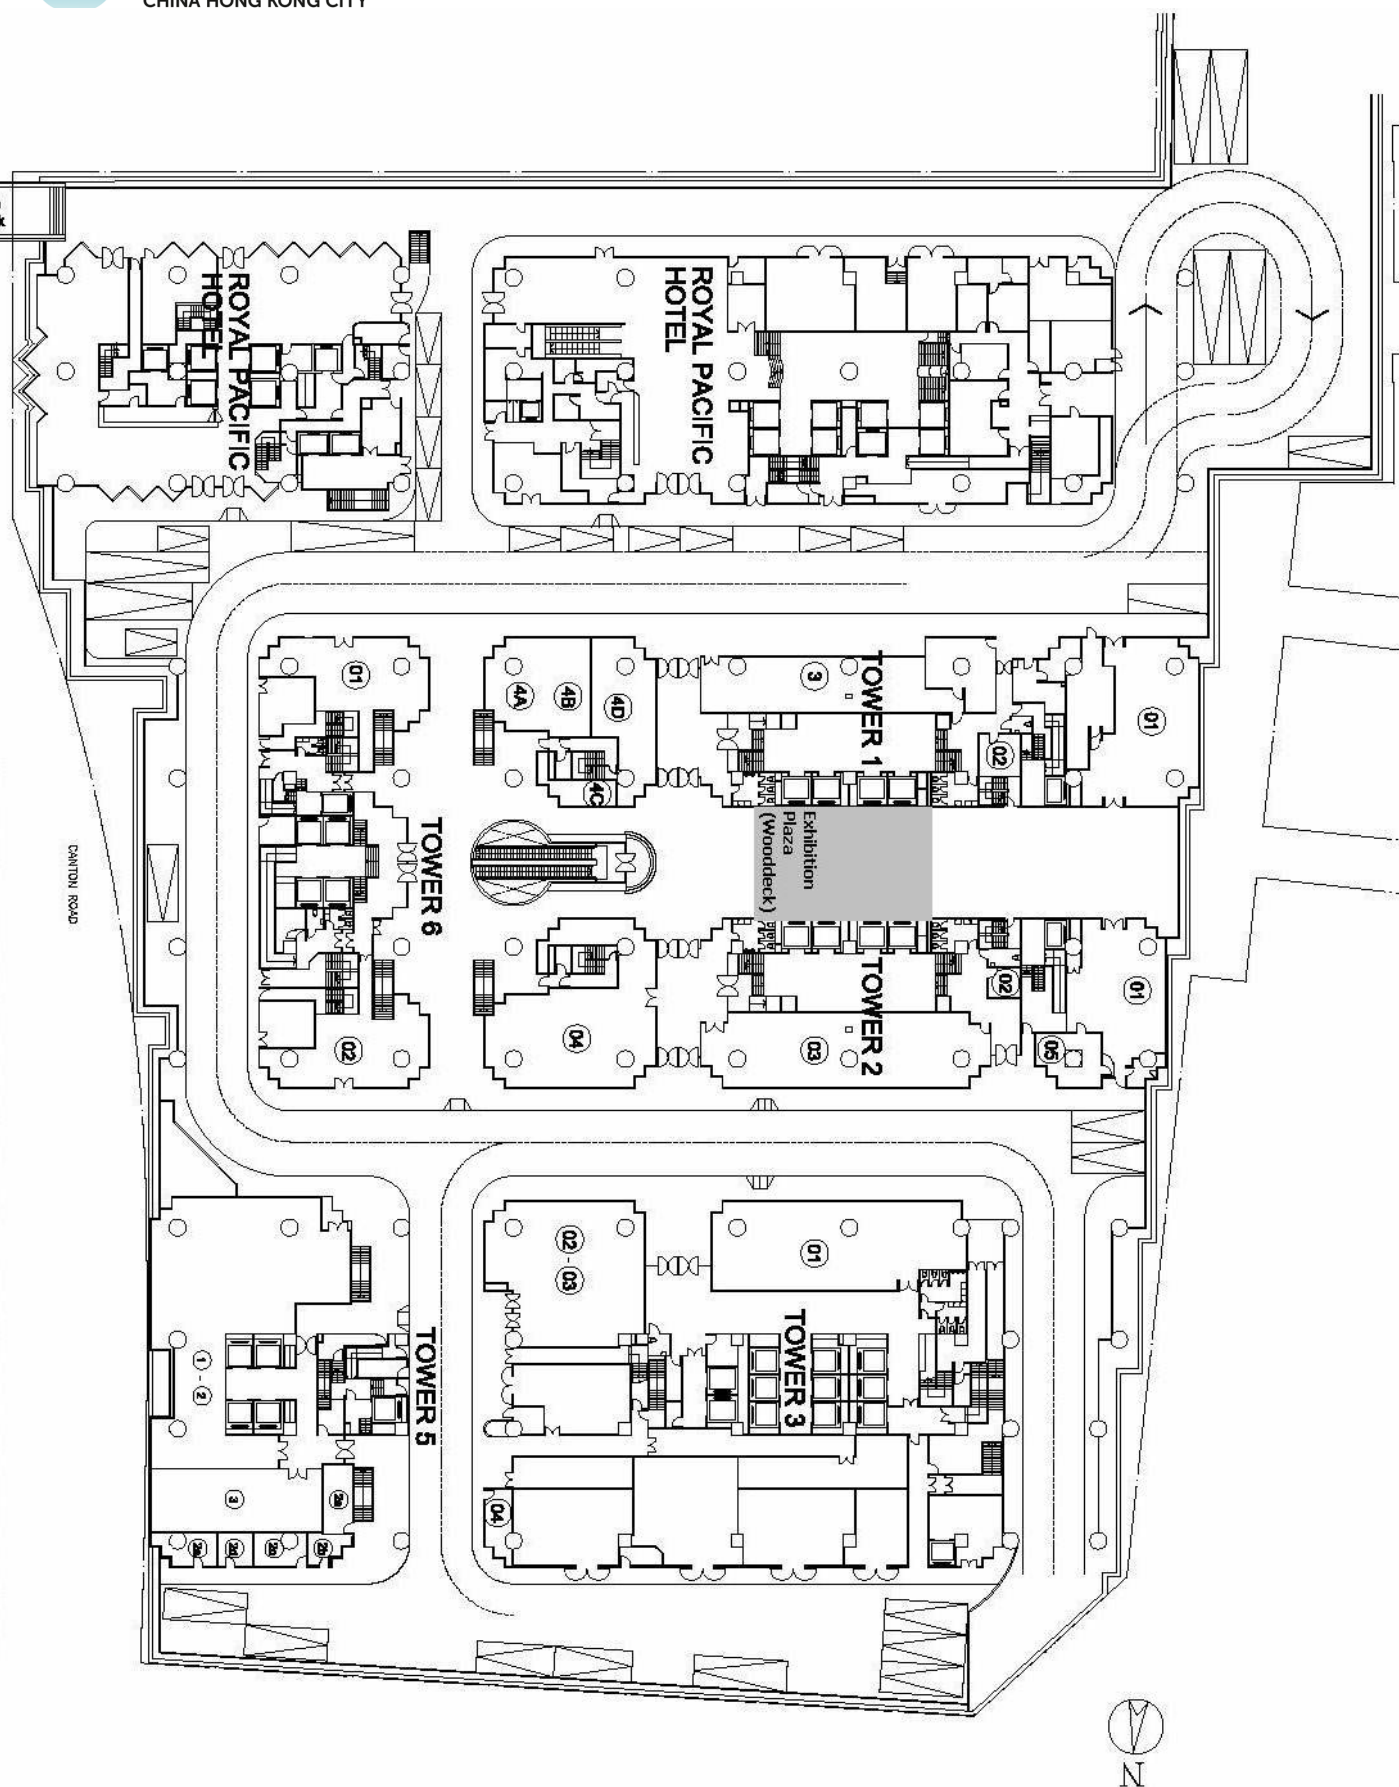 CHINA HONG KONG CITY
ROYAL PACIFIC
HOTEL
ROYAL PACIFIC
HOTEL
01
4A
4B
4D
4C
3
TOWER 1
02
01
TOWER 6
Exhibition
Plaza
(Wooddeck)
CANTON ROAD
02
04
03
TOWER 2
02
05
01
02
-
03
01
TOWER 3
TOWER 5
1
-
2
3
04
N